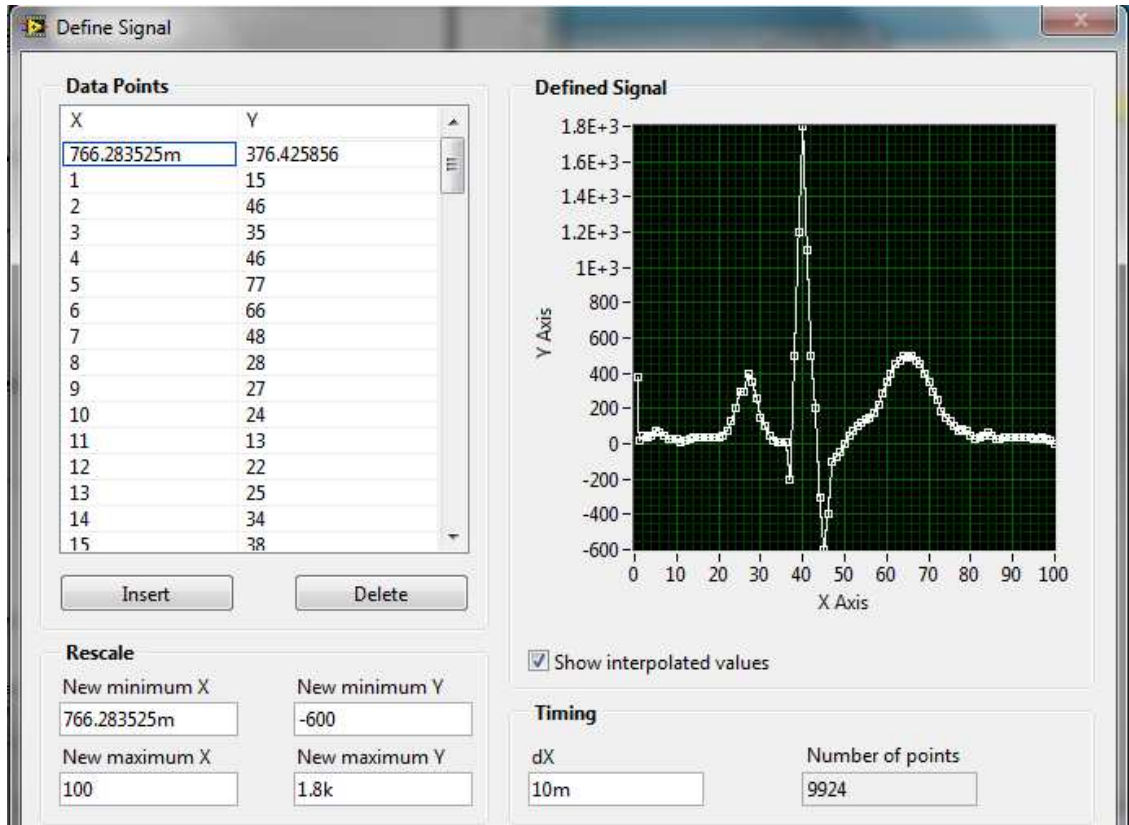 Define Signal
Data Points
X Y
766.283525m 376.425856
1 15
2 46
3 35
4 46
5 77
6 66
7 48
8 28
9 27
10 24
11 13
12 22
13 25
14 34
15 38
Insert Delete
Rescale
New minimum X New minimum Y
766.283525m -600
New maximum X New maximum Y
100 1.8k
Defined Signal
1.8E+3
1.6E+3
1.4E+3
1.2E+3
1E+3
800
600
400
200
0
-200
-400
-600
Y Axis
0 10 20 30 40 50 60 70 80 90 100
X Axis
Show interpolated values
Timing
dX Number of points
10m 9924